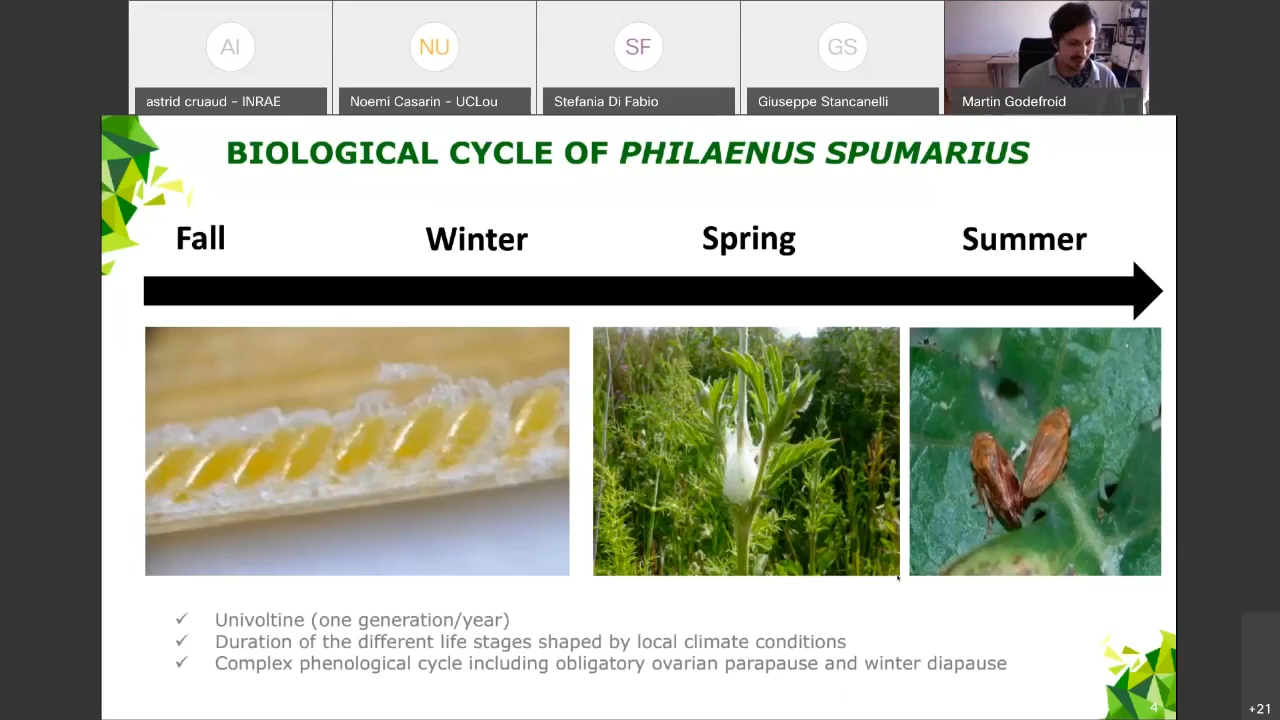 AI
NU
SF
GS
astrid cruaud – INRAE
Noemi Casarin – UCLou
Stefania Di Fabio
Giuseppe Stancanelli
Martin Godefroid
BIOLOGICAL CYCLE OF PHILAENUS SPUMARIUS
Fall Winter Spring Summer
✓ Univoltine (one generation/year)
✓ Duration of the different life stages shaped by local climate conditions
✓ Complex phenological cycle including obligatory ovarian parapause and winter diapause
4
+21